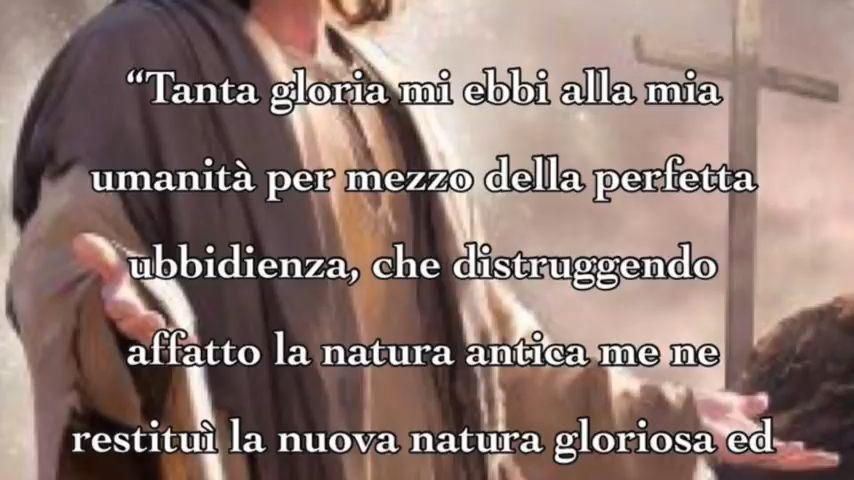 “Tanta gloria mi ebbi alla mia
umanità per mezzo della perfetta
ubbidienza, che distruggendo
affatto la natura antica me ne
restituì la nuova natura gloriosa ed